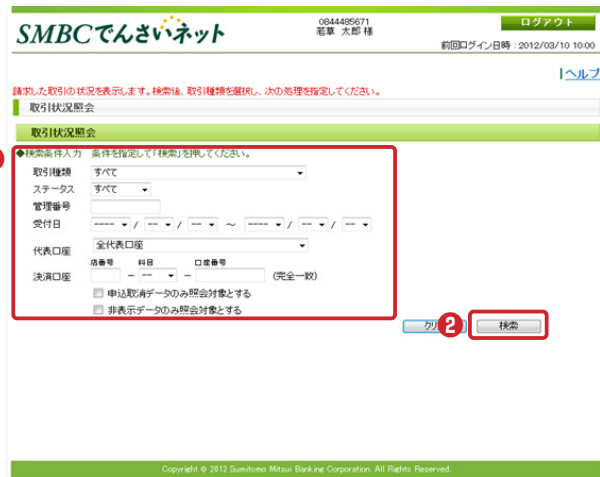 SMBCでんさいネット
0844485671
若草 太郎 様
ログアウト
前回ログイン日時：2012/03/10 10:00
ヘルプ
請求した取引の状況を表示します。検索後、取引種類を選択し、次の処理を指定してください。
取引状況照会
取引状況照会
◆検索条件入力 条件を指定して「検索」を押してください。
取引種類 すべて
ステータス すべて
管理番号
受付日 ---- / -- / -- ～ ---- / -- / --
代表口座 全代表口座
店番号 科目 口座番号
決済口座 － -- － (完全一致)
申込取消データのみ照会対象とする
非表示データのみ照会対象とする
2 検索
Copyright © 2012 Sumitomo Mitsui Banking Corporation. All Rights Reserved.